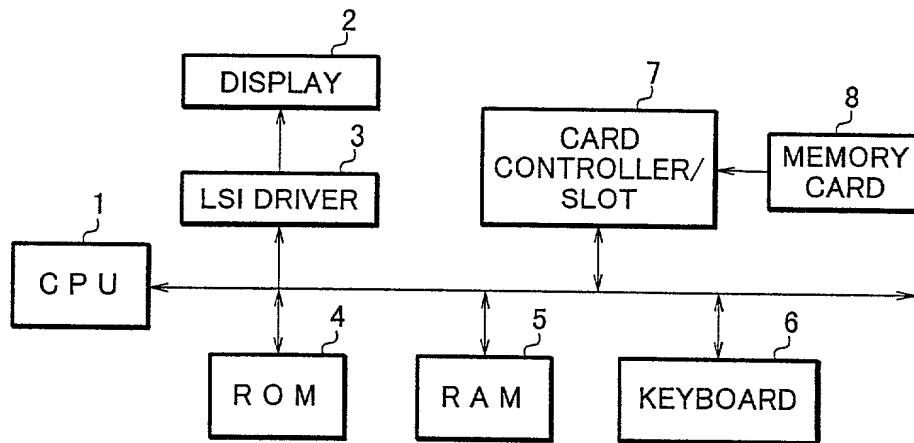 2
DISPLAY
3
LSI DRIVER
7
CARD
CONTROLLER/
SLOT
8
MEMORY
CARD
1
CPU
4
ROM
5
RAM
6
KEYBOARD